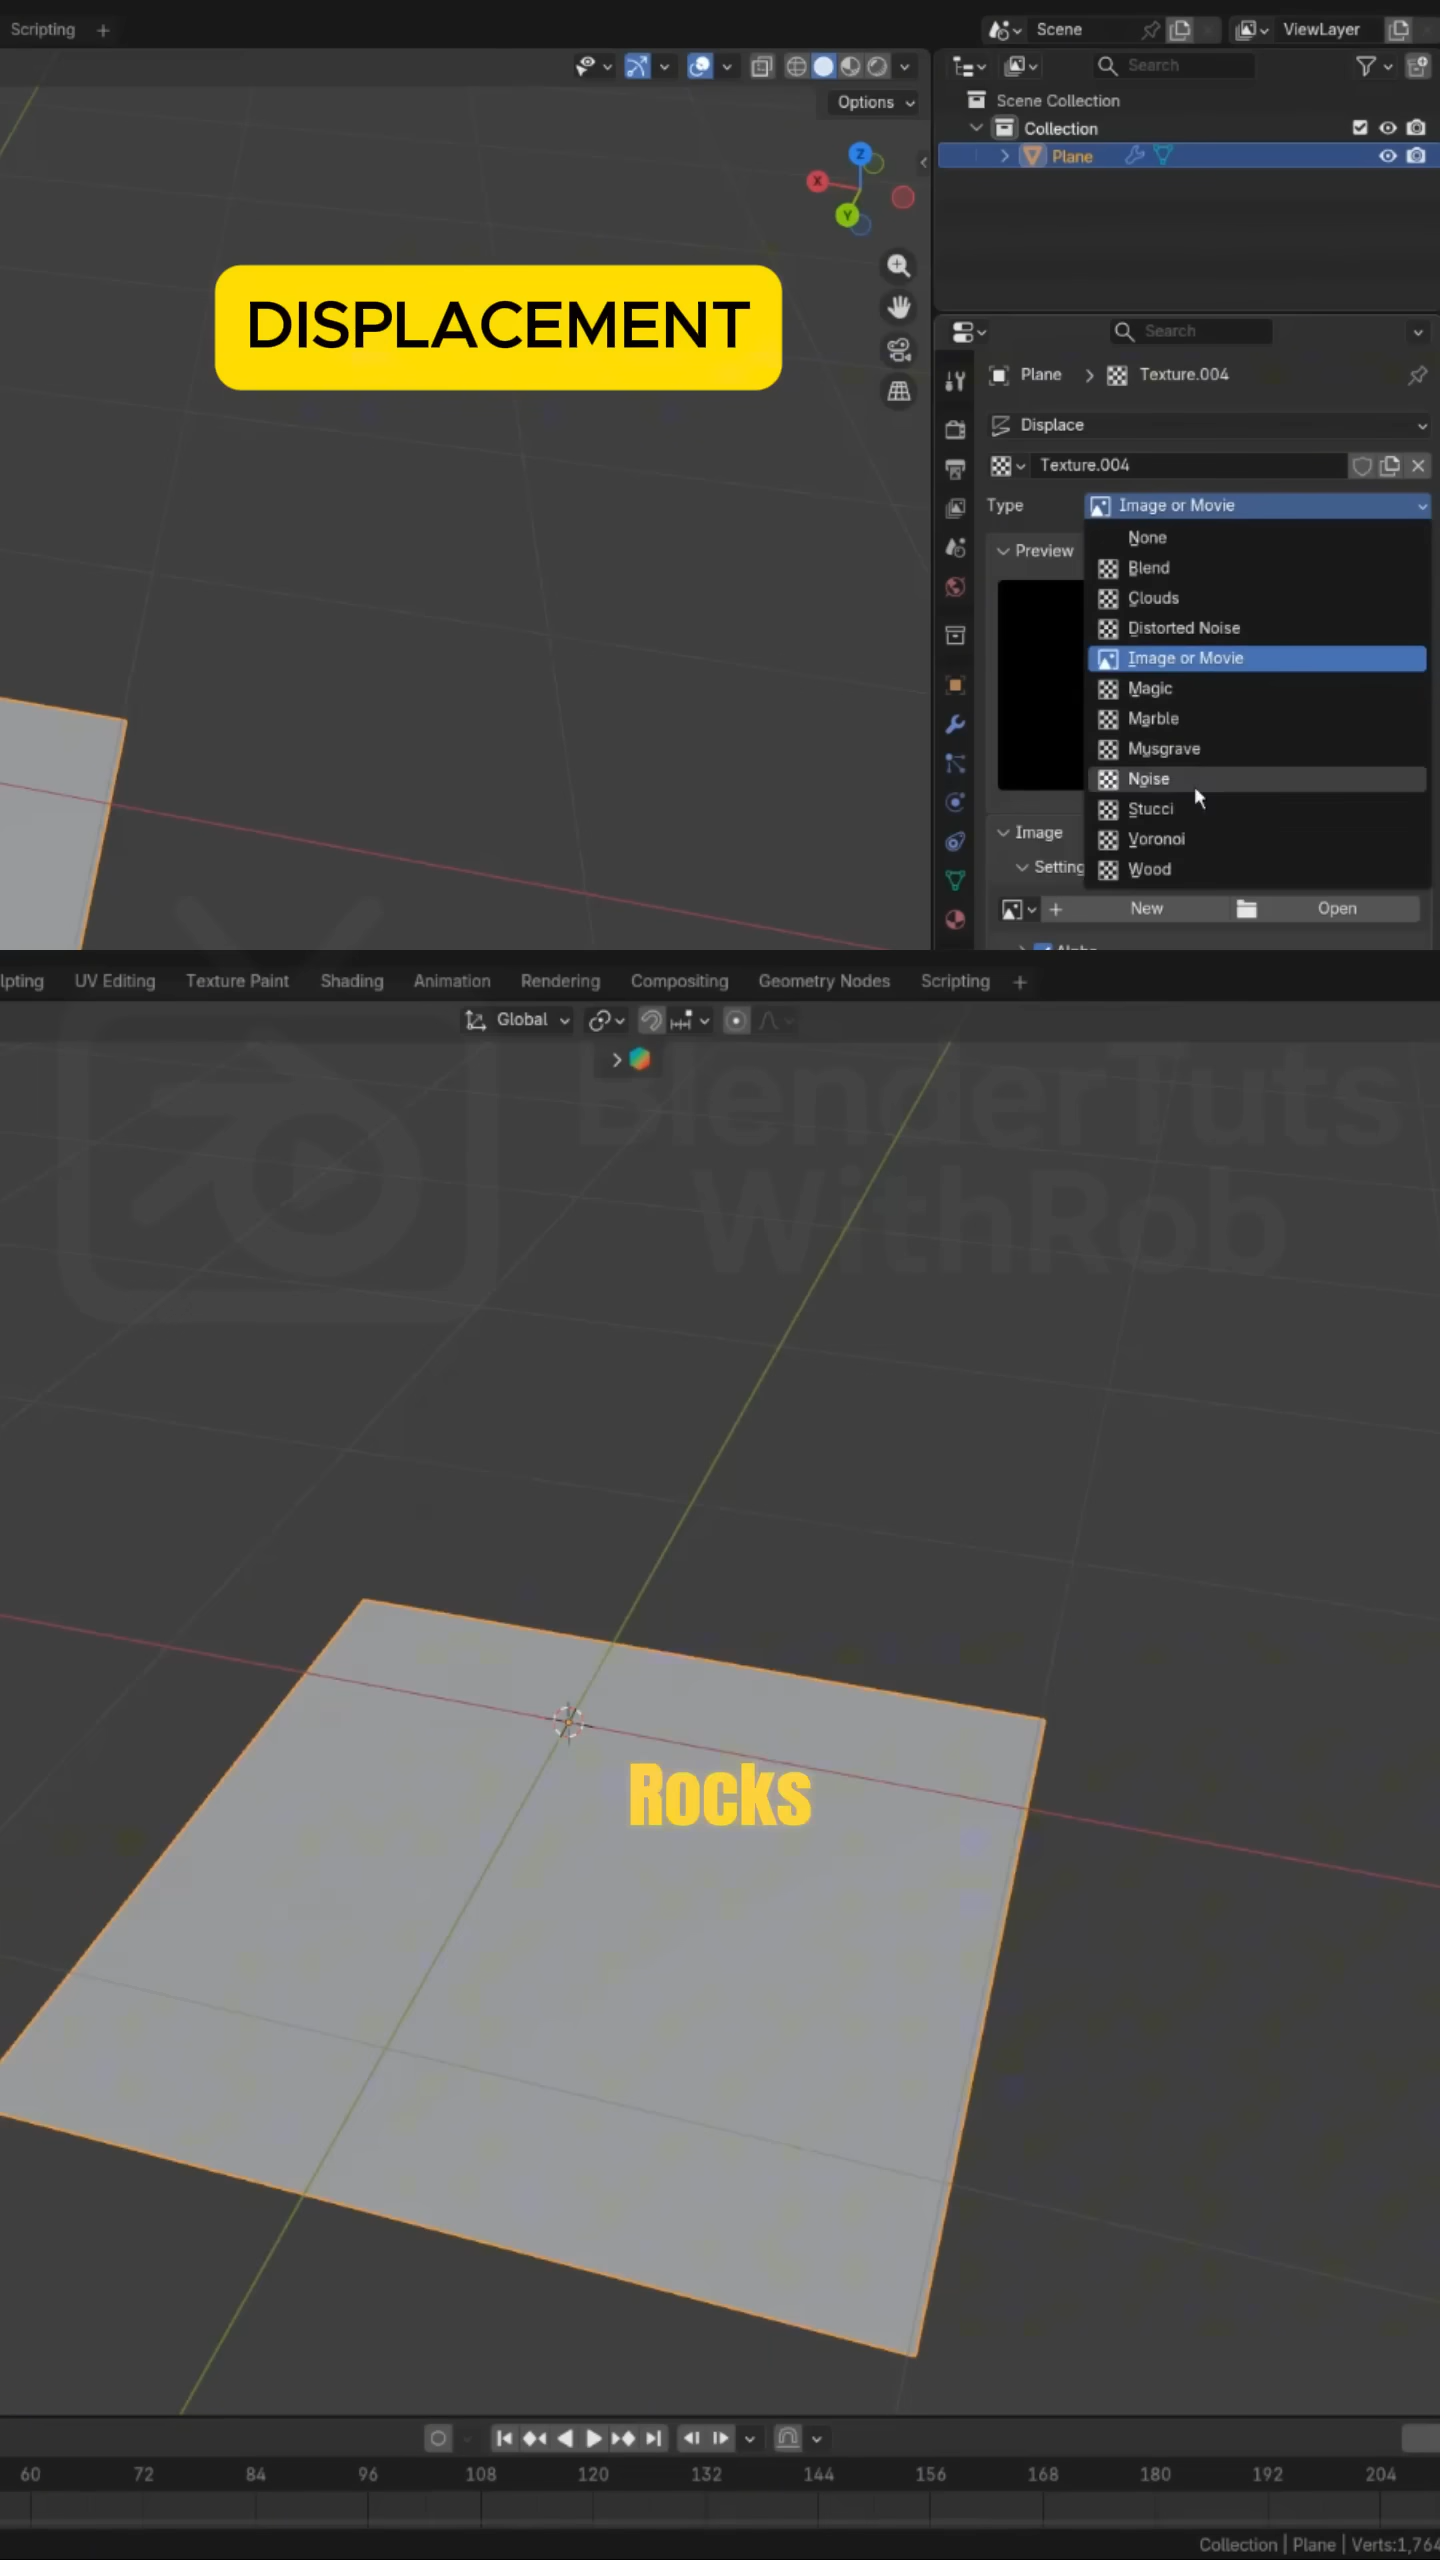 Scripting
Scene
ViewLayer
Search
Options
Scene Collection
Collection
Plane
Z
X
Y
DISPLACEMENT
Search
Plane
Texture.004
Displace
Texture.004
Type
Image or Movie
None
Preview
Blend
Clouds
Distorted Noise
Image or Movie
Magic
Marble
Musgrave
Noise
Stucci
Image
Voronoi
Setting
Wood
New
Open
lpting UV Editing Texture Paint Shading Animation Rendering Compositing Geometry Nodes Scripting
Global
BlenderTuts
WithRob
Rocks
60 72 84 96 108 120 132 144 156 168 180 192 204
Collection | Plane | Verts:1,764